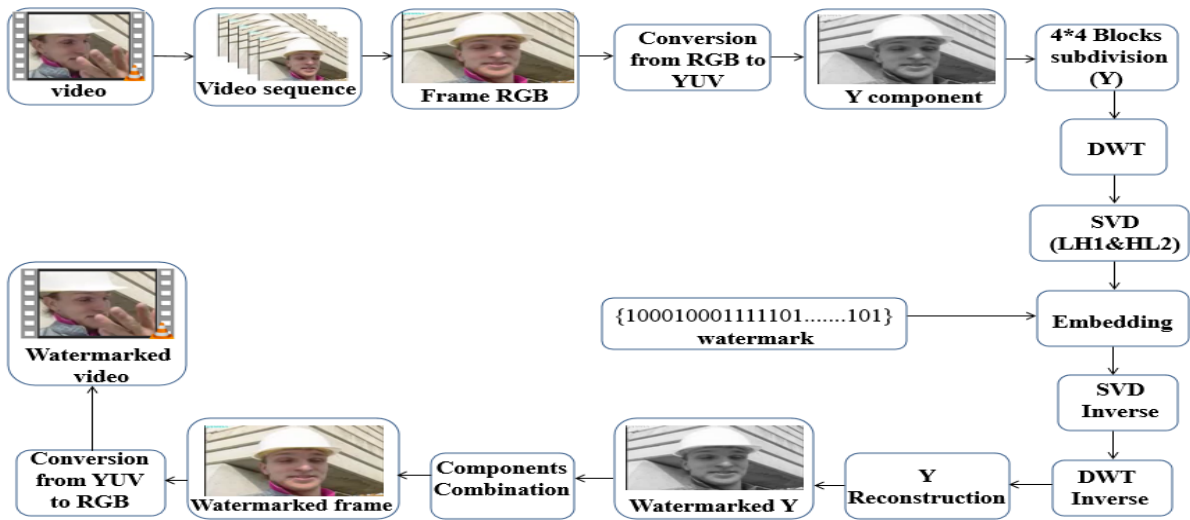 video
Video sequence
Frame RGB
Conversion
from RGB to
YUV
Y component
4*4 Blocks
subdivision
(Y)
DWT
SVD
(LH1&HL2)
{100010001111101.......101}
watermark
Embedding
SVD
Inverse
DWT
Inverse
Y
Reconstruction
Watermarked Y
Components
Combination
Watermarked frame
Conversion
from YUV
to RGB
Watermarked
video